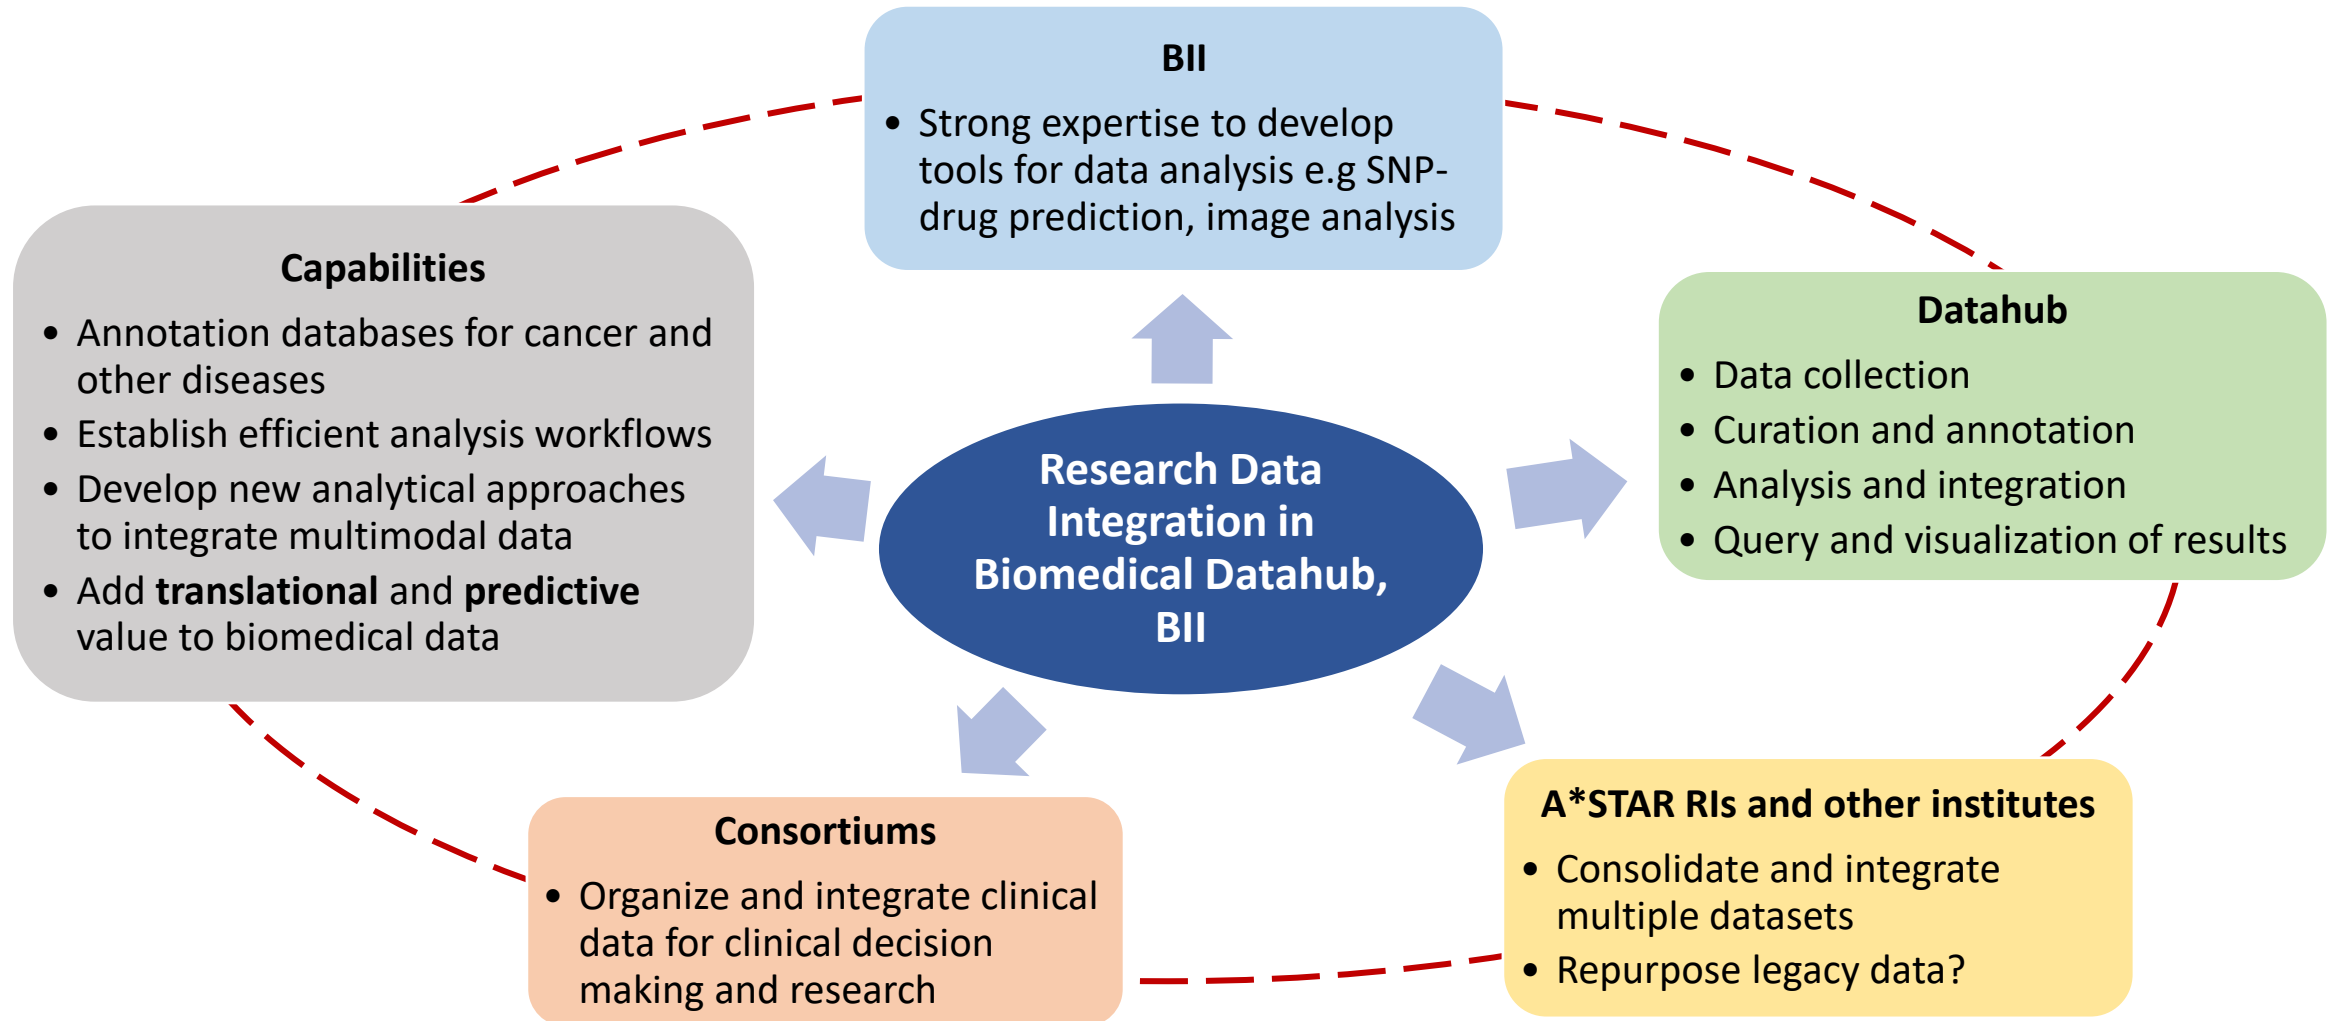 BII
• Strong expertise to develop
tools for data analysis e.g SNP-
drug prediction, image analysis
Capabilities
• Annotation databases for cancer and
other diseases
• Establish efficient analysis workflows
• Develop new analytical approaches
to integrate multimodal data
• Add translational and predictive
value to biomedical data
Research Data
Integration in
Biomedical Datahub,
BII
Datahub
• Data collection
• Curation and annotation
• Analysis and integration
• Query and visualization of results
Consortiums
• Organize and integrate clinical
data for clinical decision
making and research
A*STAR RIs and other institutes
• Consolidate and integrate
multiple datasets
• Repurpose legacy data?